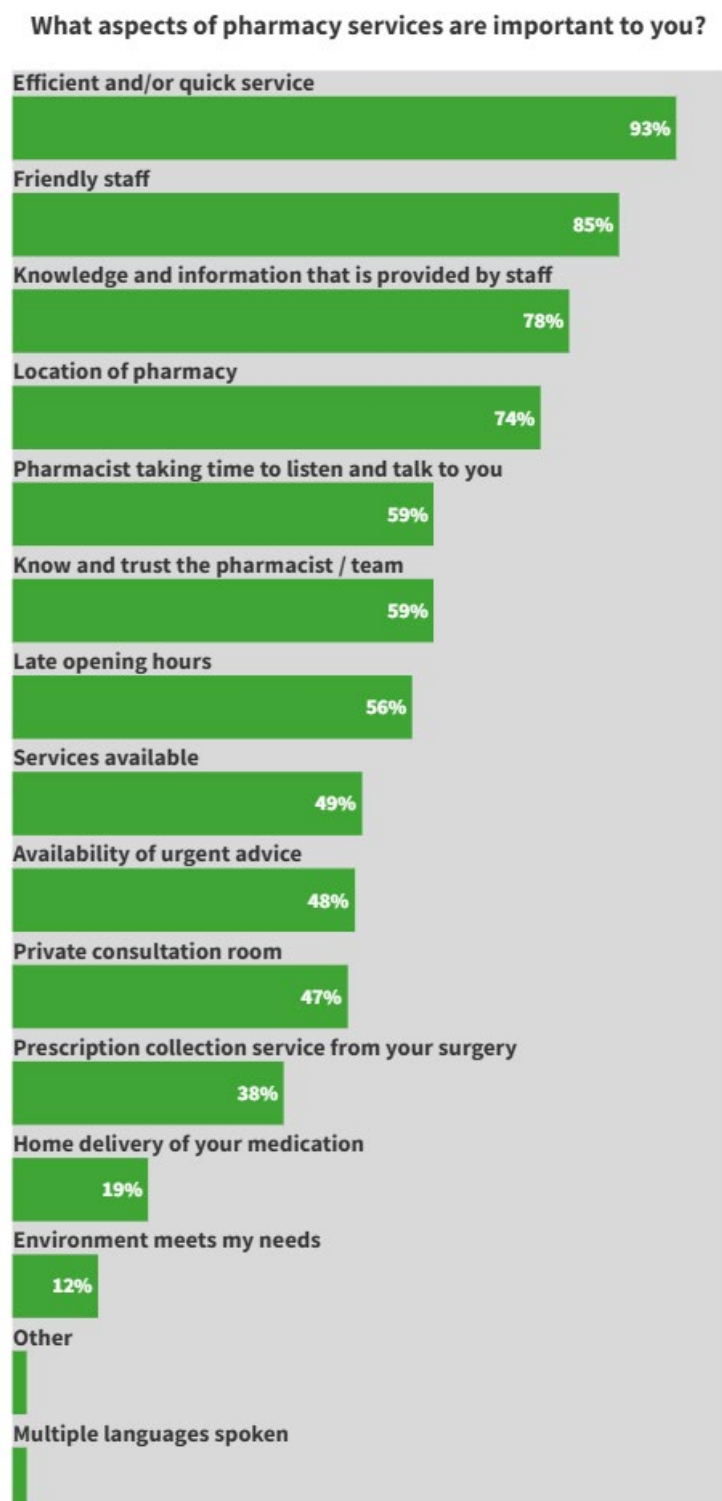 What aspects of pharmacy services are important to you?
Efficient and/or quick service
93%
Friendly staff
85%
Knowledge and information that is provided by staff
78%
Location of pharmacy
74%
Pharmacist taking time to listen and talk to you
59%
Know and trust the pharmacist / team
59%
Late opening hours
56%
Services available
49%
Availability of urgent advice
48%
Private consultation room
47%
Prescription collection service from your surgery
38%
Home delivery of your medication
19%
Environment meets my needs
12%
Other
Multiple languages spoken